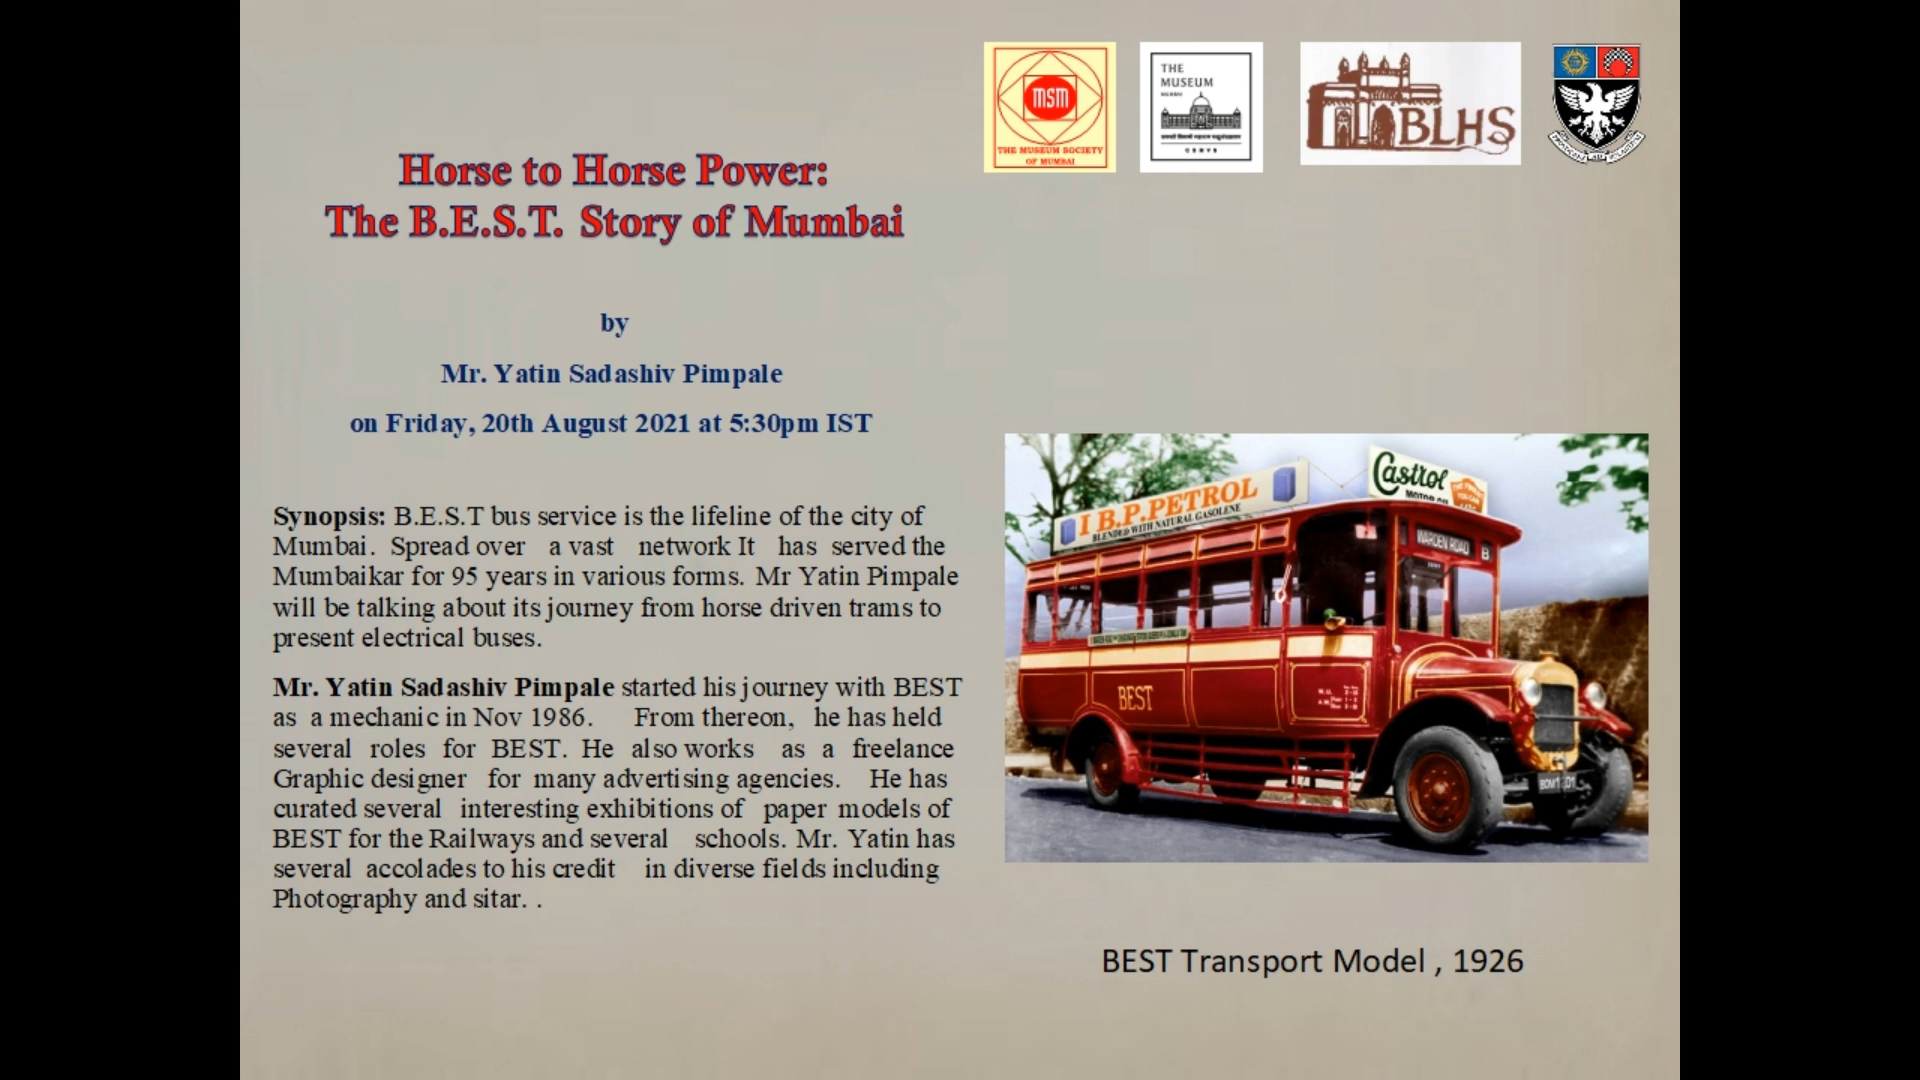 Horse to Horse Power:
The B.E.S.T. Story of Mumbai
by
Mr. Yatin Sadashiv Pimpale
on Friday, 20th August 2021 at 5:30pm IST
Synopsis: B.E.S.T bus service is the lifeline of the city of
Mumbai. Spread over a vast network It has served the
Mumbaikar for 95 years in various forms. Mr Yatin Pimpale
will be talking about its journey from horse driven trams to
present electrical buses.
Mr. Yatin Sadashiv Pimpale started his journey with BEST
as a mechanic in Nov 1986. From thereon, he has held
several roles for BEST. He also works as a freelance
Graphic designer for many advertising agencies. He has
curated several interesting exhibitions of paper models of
BEST for the Railways and several schools. Mr. Yatin has
several accolades to his credit in diverse fields including
Photography and sitar. .
msm
THE MUSEUM SOCIETY
OF MUMBAI
THE
MUSEUM
MUMBAI
CSMVS
BLHS
I B.P. PETROL
BLENDED WITH NATURAL GASOLENE
Castrol
MOTOR OIL
WARDEN ROAD
B
BEST
BEST Transport Model , 1926